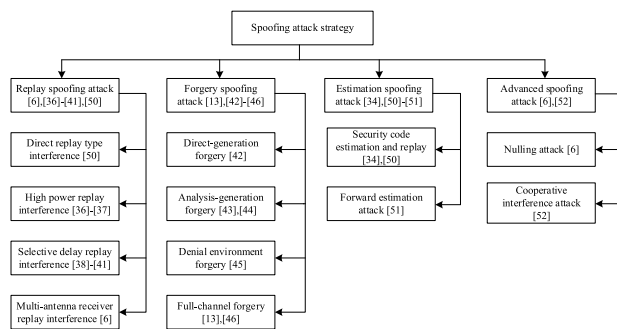 Spoofing attack strategy
Replay spoofing attack
[6],[36]-[41],[50]
Direct replay type
interference [50]
High power replay
interference [36]-[37]
Selective delay replay
interference [38]-[41]
Multi-antenna receiver
replay interference [6]
Forgery spoofing
attack [13],[42]-[46]
Direct-generation
forgery [42]
Analysis-generation
forgery [43],[44]
Denial environment
forgery [45]
Full-channel forgery
[13],[46]
Estimation spoofing
attack [34],[50]-[51]
Security code
estimation and replay
[34],[50]
Forward estimation
attack [51]
Advanced spoofing
attack [6],[52]
Nulling attack [6]
Cooperative
interference attack
[52]